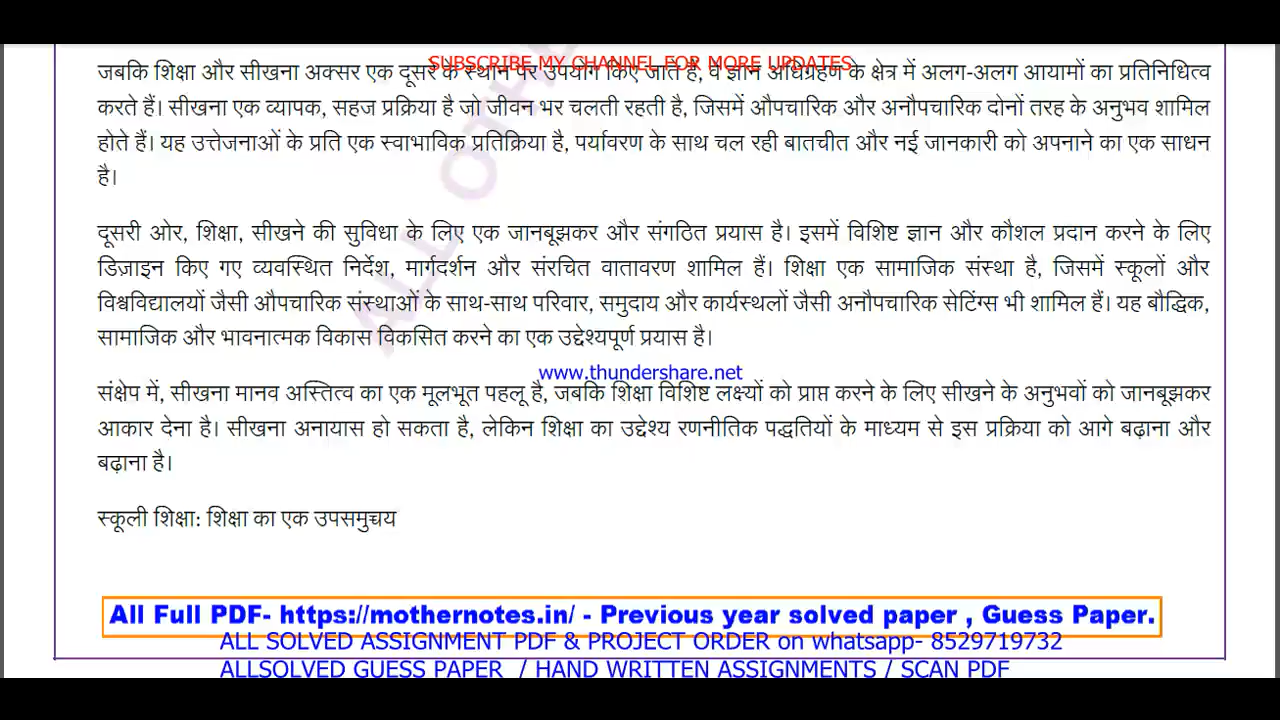 SUBSCRIBE MY CHANNEL FOR MORE UPDATES
जबकि शिक्षा और सीखना अक्सर एक दूसरे के स्थान पर उपयोग किए जाते हैं, वे ज्ञान अधिग्रहण के क्षेत्र में अलग-अलग आयामों का प्रतिनिधित्व
करते हैं। सीखना एक व्यापक, सहज प्रक्रिया है जो जीवन भर चलती रहती है, जिसमें औपचारिक और अनौपचारिक दोनों तरह के अनुभव शामिल
होते हैं। यह उत्तेजनाओं के प्रति एक स्वाभाविक प्रतिक्रिया है, पर्यावरण के साथ चल रही बातचीत और नई जानकारी को अपनाने का एक साधन
है।
दूसरी ओर, शिक्षा, सीखने की सुविधा के लिए एक जानबूझकर और संगठित प्रयास है। इसमें विशिष्ट ज्ञान और कौशल प्रदान करने के लिए
डिज़ाइन किए गए व्यवस्थित निर्देश, मार्गदर्शन और संरचित वातावरण शामिल हैं। शिक्षा एक सामाजिक संस्था है, जिसमें स्कूलों और
विश्वविद्यालयों जैसी औपचारिक संस्थाओं के साथ-साथ परिवार, समुदाय और कार्यस्थलों जैसी अनौपचारिक सेटिंग्स भी शामिल हैं। यह बौद्धिक,
सामाजिक और भावनात्मक विकास विकसित करने का एक उद्देश्यपूर्ण प्रयास है।
www.thundershare.net
संक्षेप में, सीखना मानव अस्तित्व का एक मूलभूत पहलू है, जबकि शिक्षा विशिष्ट लक्ष्यों को प्राप्त करने के लिए सीखने के अनुभवों को जानबूझकर
आकार देना है। सीखना अनायास हो सकता है, लेकिन शिक्षा का उद्देश्य रणनीतिक पद्धतियों के माध्यम से इस प्रक्रिया को आगे बढ़ाना और
बढ़ाना है।
स्कूली शिक्षा: शिक्षा का एक उपसमुच्चय
All Full PDF- https://mothernotes.in/ - Previous year solved paper , Guess Paper.
ALL SOLVED ASSIGNMENT PDF & PROJECT ORDER on whatsapp- 8529719732
ALLSOLVED GUESS PAPER / HAND WRITTEN ASSIGNMENTS / SCAN PDF
ALL OTHE